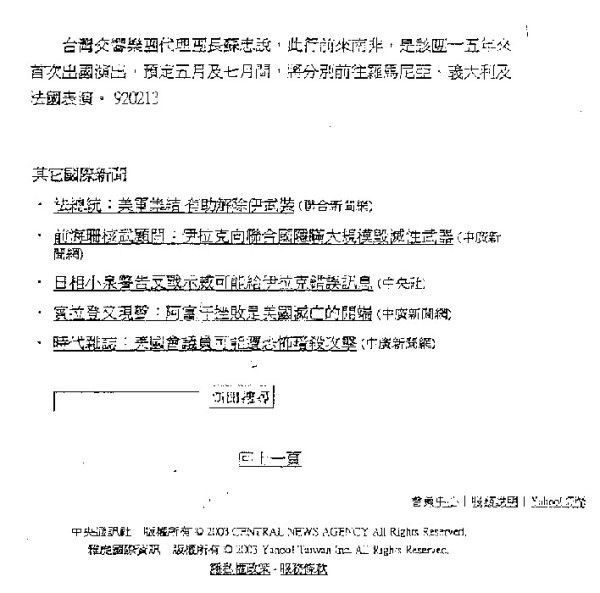 台灣交響樂團代理團長蘇忠說，此行前來南非，是該團一五年來
首次出國演出，預定五月及七月間，將分別前往羅馬尼亞、義大利及
法國表演。 920213
其它國際新聞
· 法總統：美軍集結 有助解除伊武裝 (聯合新聞網)
· 前海珊核武顧問：伊拉克向聯合國隱瞞大規模毀滅性武器 (中廣新
聞網)
· 日相小泉警告反戰示威可能給伊拉克錯誤訊息 (中央社)
· 賓拉登又現聲：阿富汗挫敗是美國滅亡的開端 (中廣新聞網)
· 時代雜誌：美國會議員可能遭恐怖暗殺攻擊 (中廣新聞網)
新聞搜尋
回上一頁
會員中心 | 服務說明 | Yahoo!奇摩
中央通訊社 版權所有 © 2003 CENTRAL NEWS AGENCY All Rights Reserved.
雅虎國際資訊 版權所有 © 2003 Yahoo! Taiwan Inc. All Rights Reserved.
隱私權政策 - 服務條款